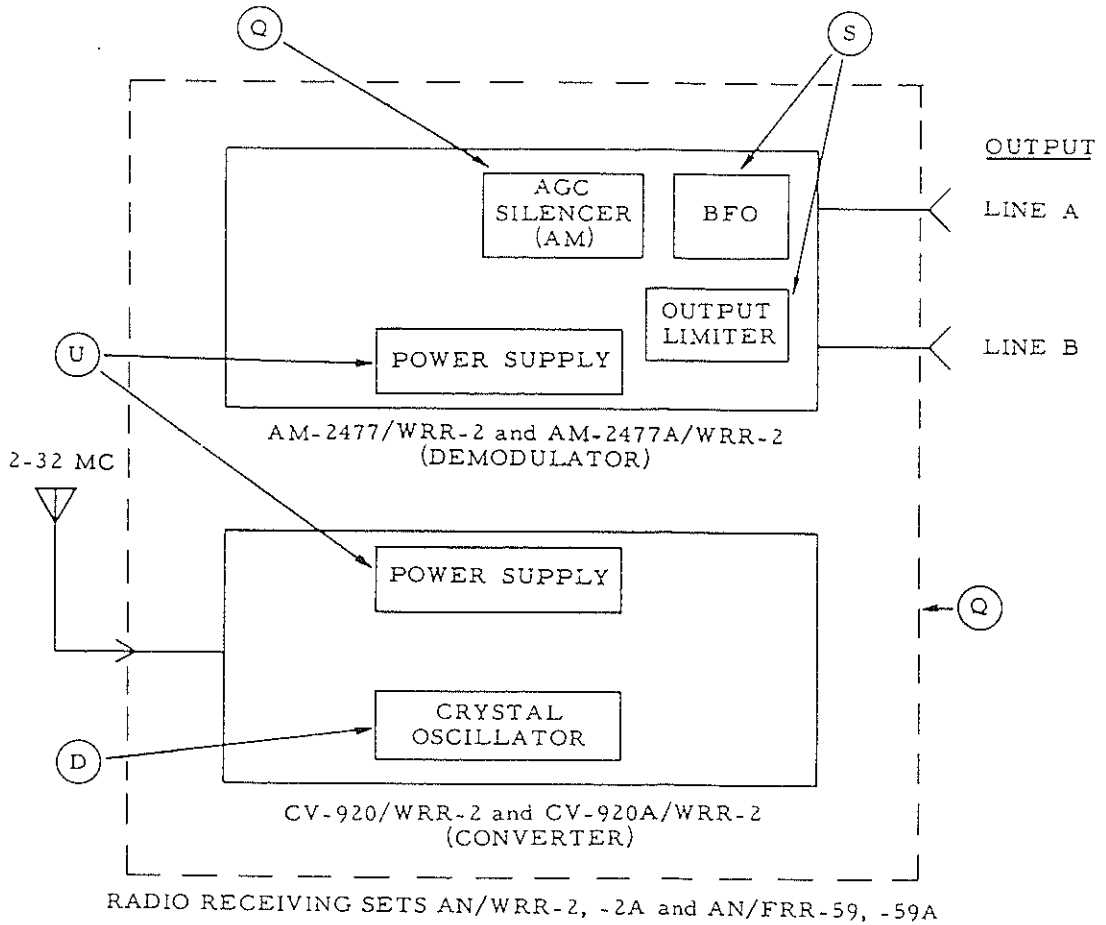 Q
S
OUTPUT
AGC
SILENCER
(AM)
BFO
LINE A
OUTPUT
LIMITER
U
POWER SUPPLY
LINE B
AM-2477/WRR-2 and AM-2477A/WRR-2
(DEMODULATOR)
2-32 MC
POWER SUPPLY
Q
CRYSTAL
OSCILLATOR
D
CV-920/WRR-2 and CV-920A/WRR-2
(CONVERTER)
RADIO RECEIVING SETS AN/WRR-2, -2A and AN/FRR-59, -59A